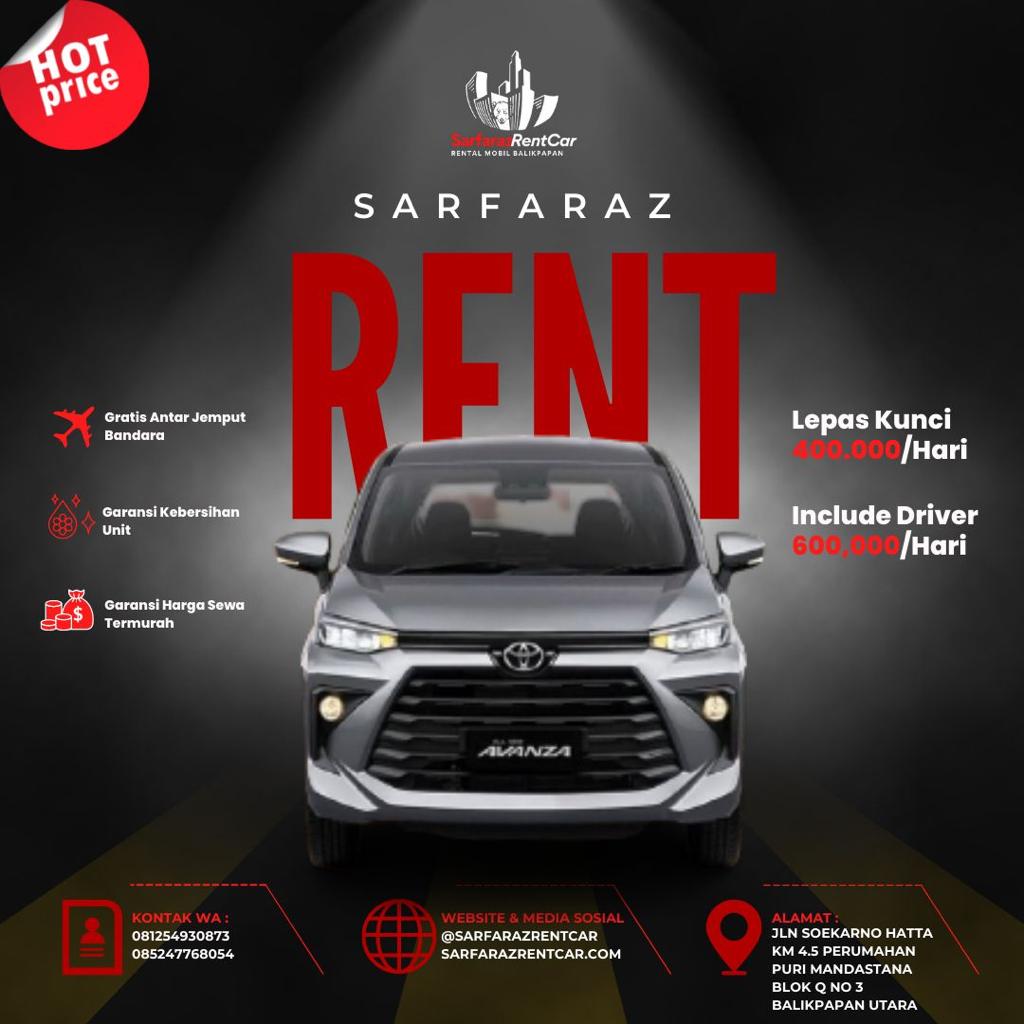 HOT
price
SarfarazRentCar
RENTAL MOBIL BALIKPAPAN
SARFARAZ
RENT
Gratis Antar Jemput
Bandara
Garansi Kebersihan
Unit
Garansi Harga Sewa
Termurah
Lepas Kunci
400.000/Hari
Include Driver
600,000/Hari
AVANZA
KONTAK WA :
081254930873
085247768054
WEBSITE & MEDIA SOSIAL
@SARFARAZRENTCAR
SARFARAZRENTCAR.COM
ALAMAT :
JLN SOEKARNO HATTA
KM 4.5 PERUMAHAN
PURI MANDASTANA
BLOK Q NO 3
BALIKPAPAN UTARA